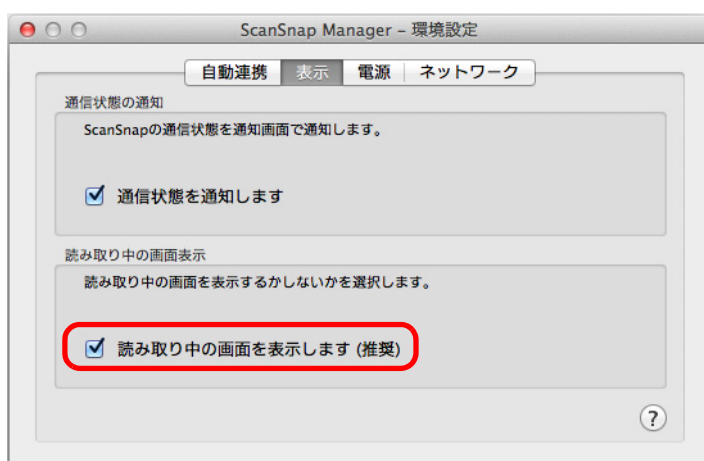 ScanSnap Manager – 環境設定
自動連携 表示 電源 ネットワーク
通信状態の通知
ScanSnapの通信状態を通知画面で通知します。
通信状態を通知します
読み取り中の画面表示
読み取り中の画面を表示するかしないかを選択します。
読み取り中の画面を表示します (推奨)
?